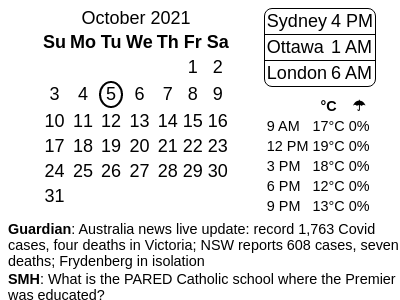 October 2021
Su Mo Tu We Th Fr Sa
1 2
3 4 5 6 7 8 9
10 11 12 13 14 15 16
17 18 19 20 21 22 23
24 25 26 27 28 29 30
31
Sydney 4 PM
Ottawa 1 AM
London 6 AM
°C ☂
9 AM 17°C 0%
12 PM 19°C 0%
3 PM 18°C 0%
6 PM 12°C 0%
9 PM 13°C 0%
Guardian: Australia news live update: record 1,763 Covid
cases, four deaths in Victoria; NSW reports 608 cases, seven
deaths; Frydenberg in isolation
SMH: What is the PARED Catholic school where the Premier
was educated?